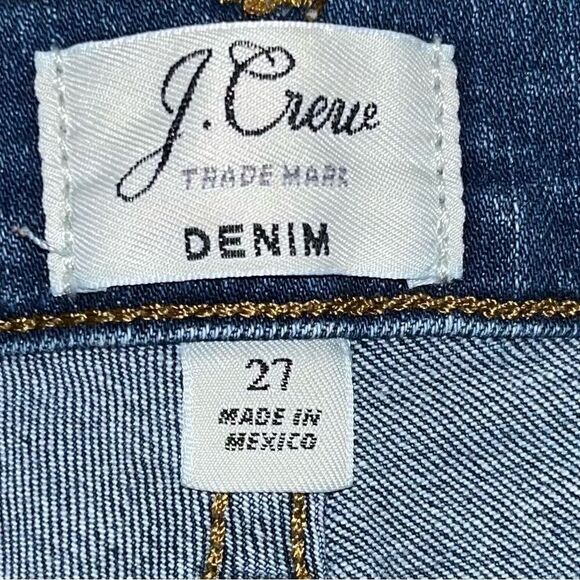 J. Crew
TRADE MARK
DENIM
27
MADE IN
MEXICO